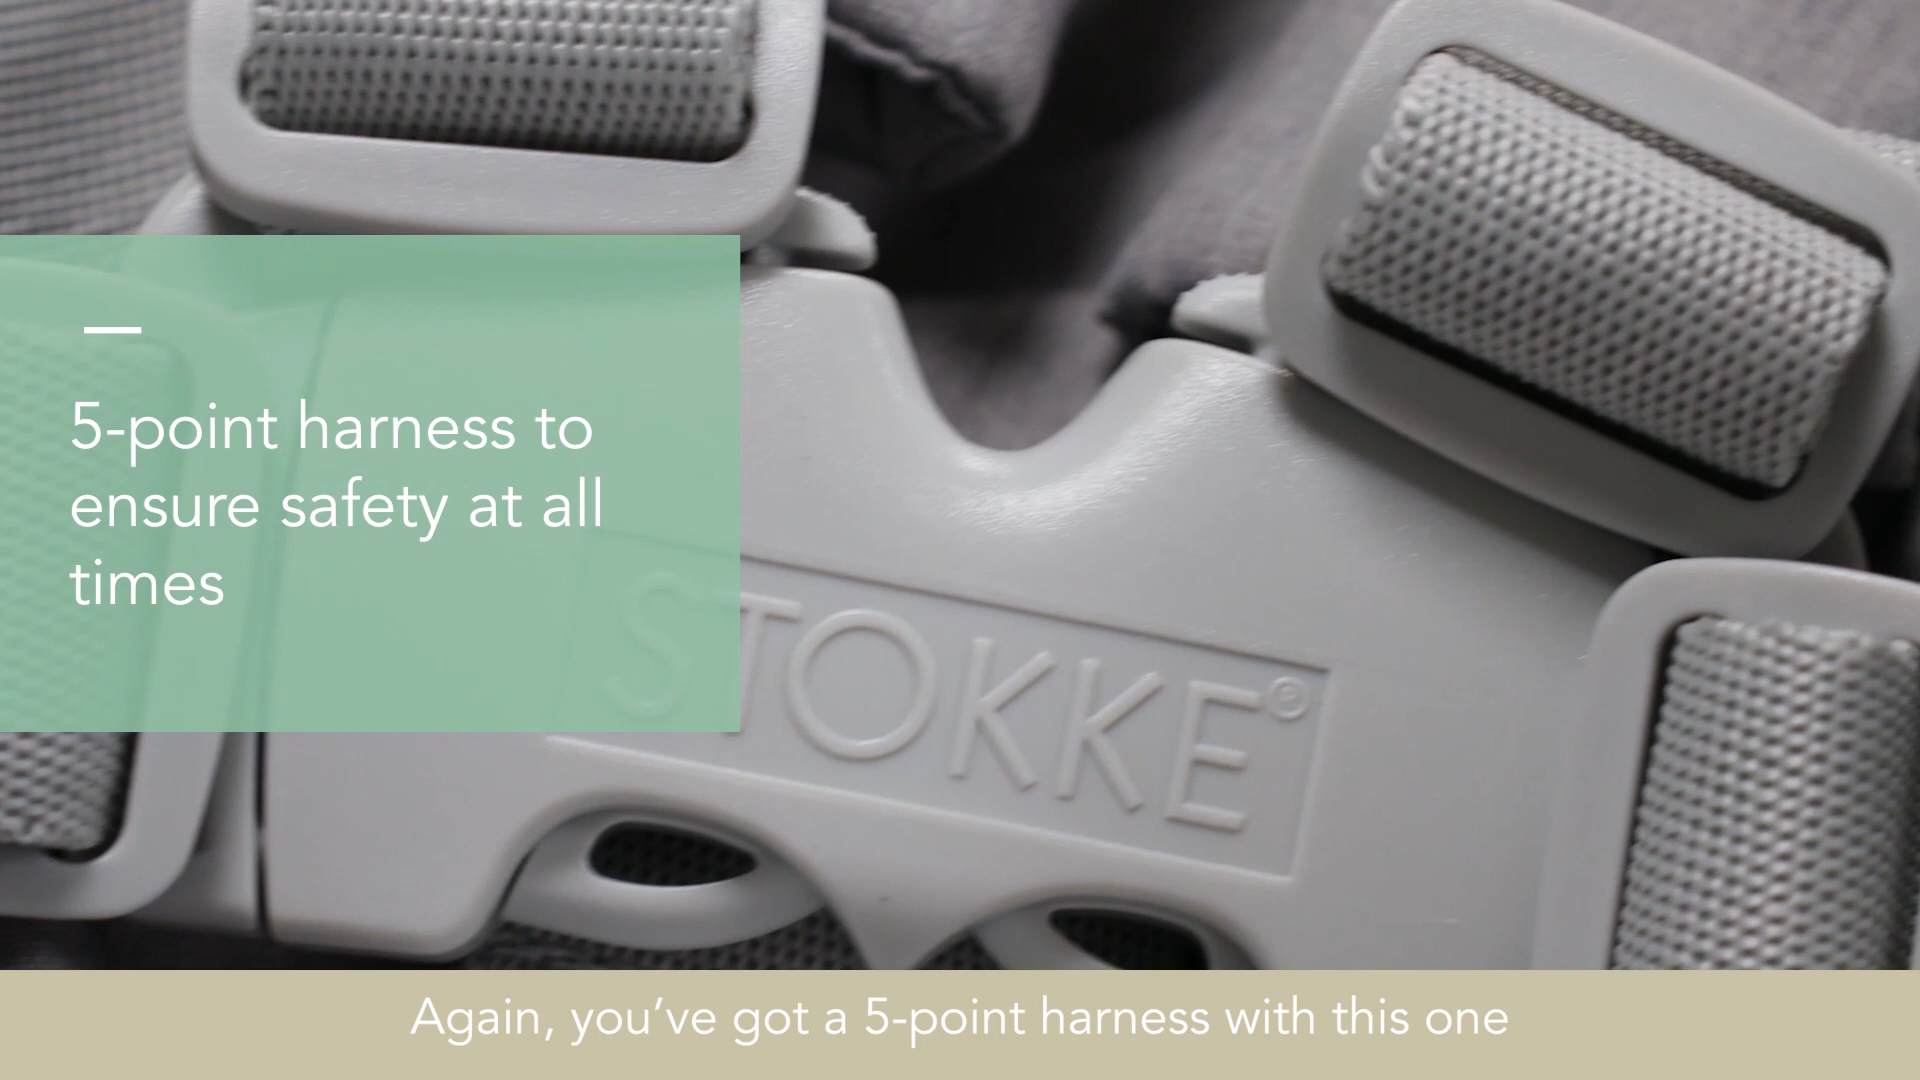 5-point harness to
ensure safety at all
times
STOKKE®
Again, you’ve got a 5-point harness with this one